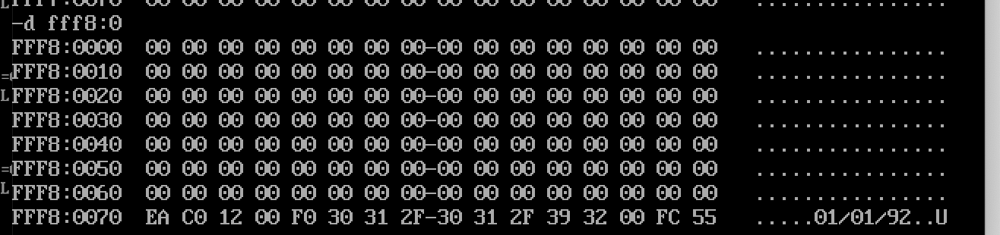 -d fff8:0
FFF8:0000  00 00 00 00 00 00 00 00-00 00 00 00 00 00 00 00   ................
FFF8:0010  00 00 00 00 00 00 00 00-00 00 00 00 00 00 00 00   ................
FFF8:0020  00 00 00 00 00 00 00 00-00 00 00 00 00 00 00 00   ................
FFF8:0030  00 00 00 00 00 00 00 00-00 00 00 00 00 00 00 00   ................
FFF8:0040  00 00 00 00 00 00 00 00-00 00 00 00 00 00 00 00   ................
FFF8:0050  00 00 00 00 00 00 00 00-00 00 00 00 00 00 00 00   ................
FFF8:0060  00 00 00 00 00 00 00 00-00 00 00 00 00 00 00 00   ................
FFF8:0070  EA C0 12 00 F0 30 31 2F-30 31 2F 39 32 00 FC 55   .....01/01/92..U